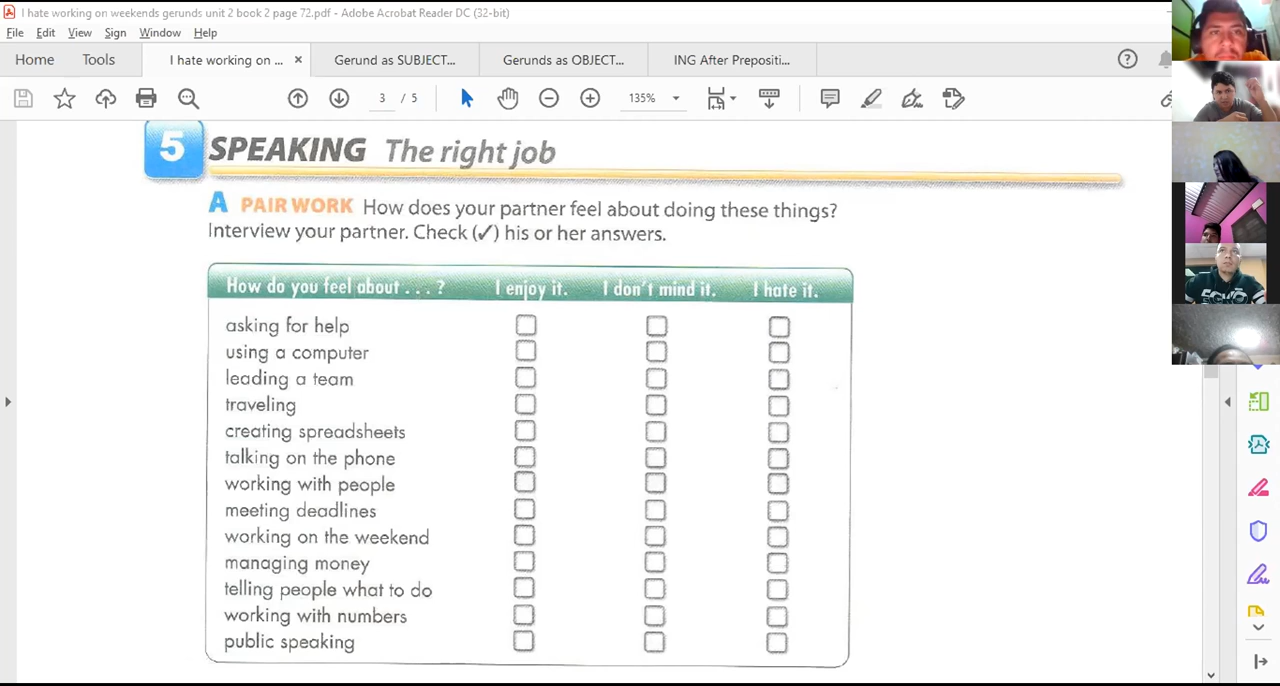 I hate working on weekends gerunds unit 2 book 2 page 72.pdf - Adobe Acrobat Reader DC (32-bit)
File Edit View Sign Window Help
Home Tools I hate working on ... × Gerund as SUBJECT... Gerunds as OBJECT... ING After Prepositi...
3 / 5 135%
5 SPEAKING The right job
A PAIR WORK How does your partner feel about doing these things?
Interview your partner. Check (✓) his or her answers.
How do you feel about . . . ? I enjoy it. I don't mind it. I hate it.
asking for help
using a computer
leading a team
traveling
creating spreadsheets
talking on the phone
working with people
meeting deadlines
working on the weekend
managing money
telling people what to do
working with numbers
public speaking